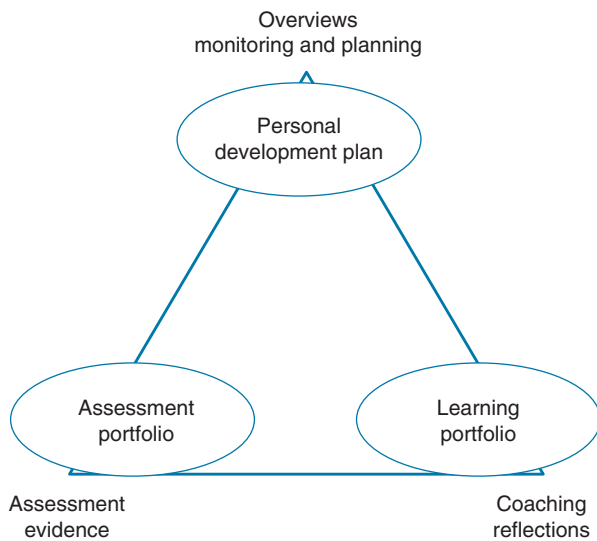 Overviews
monitoring and planning
Personal
development plan
Assessment
portfolio
Learning
portfolio
Assessment
evidence
Coaching
reflections